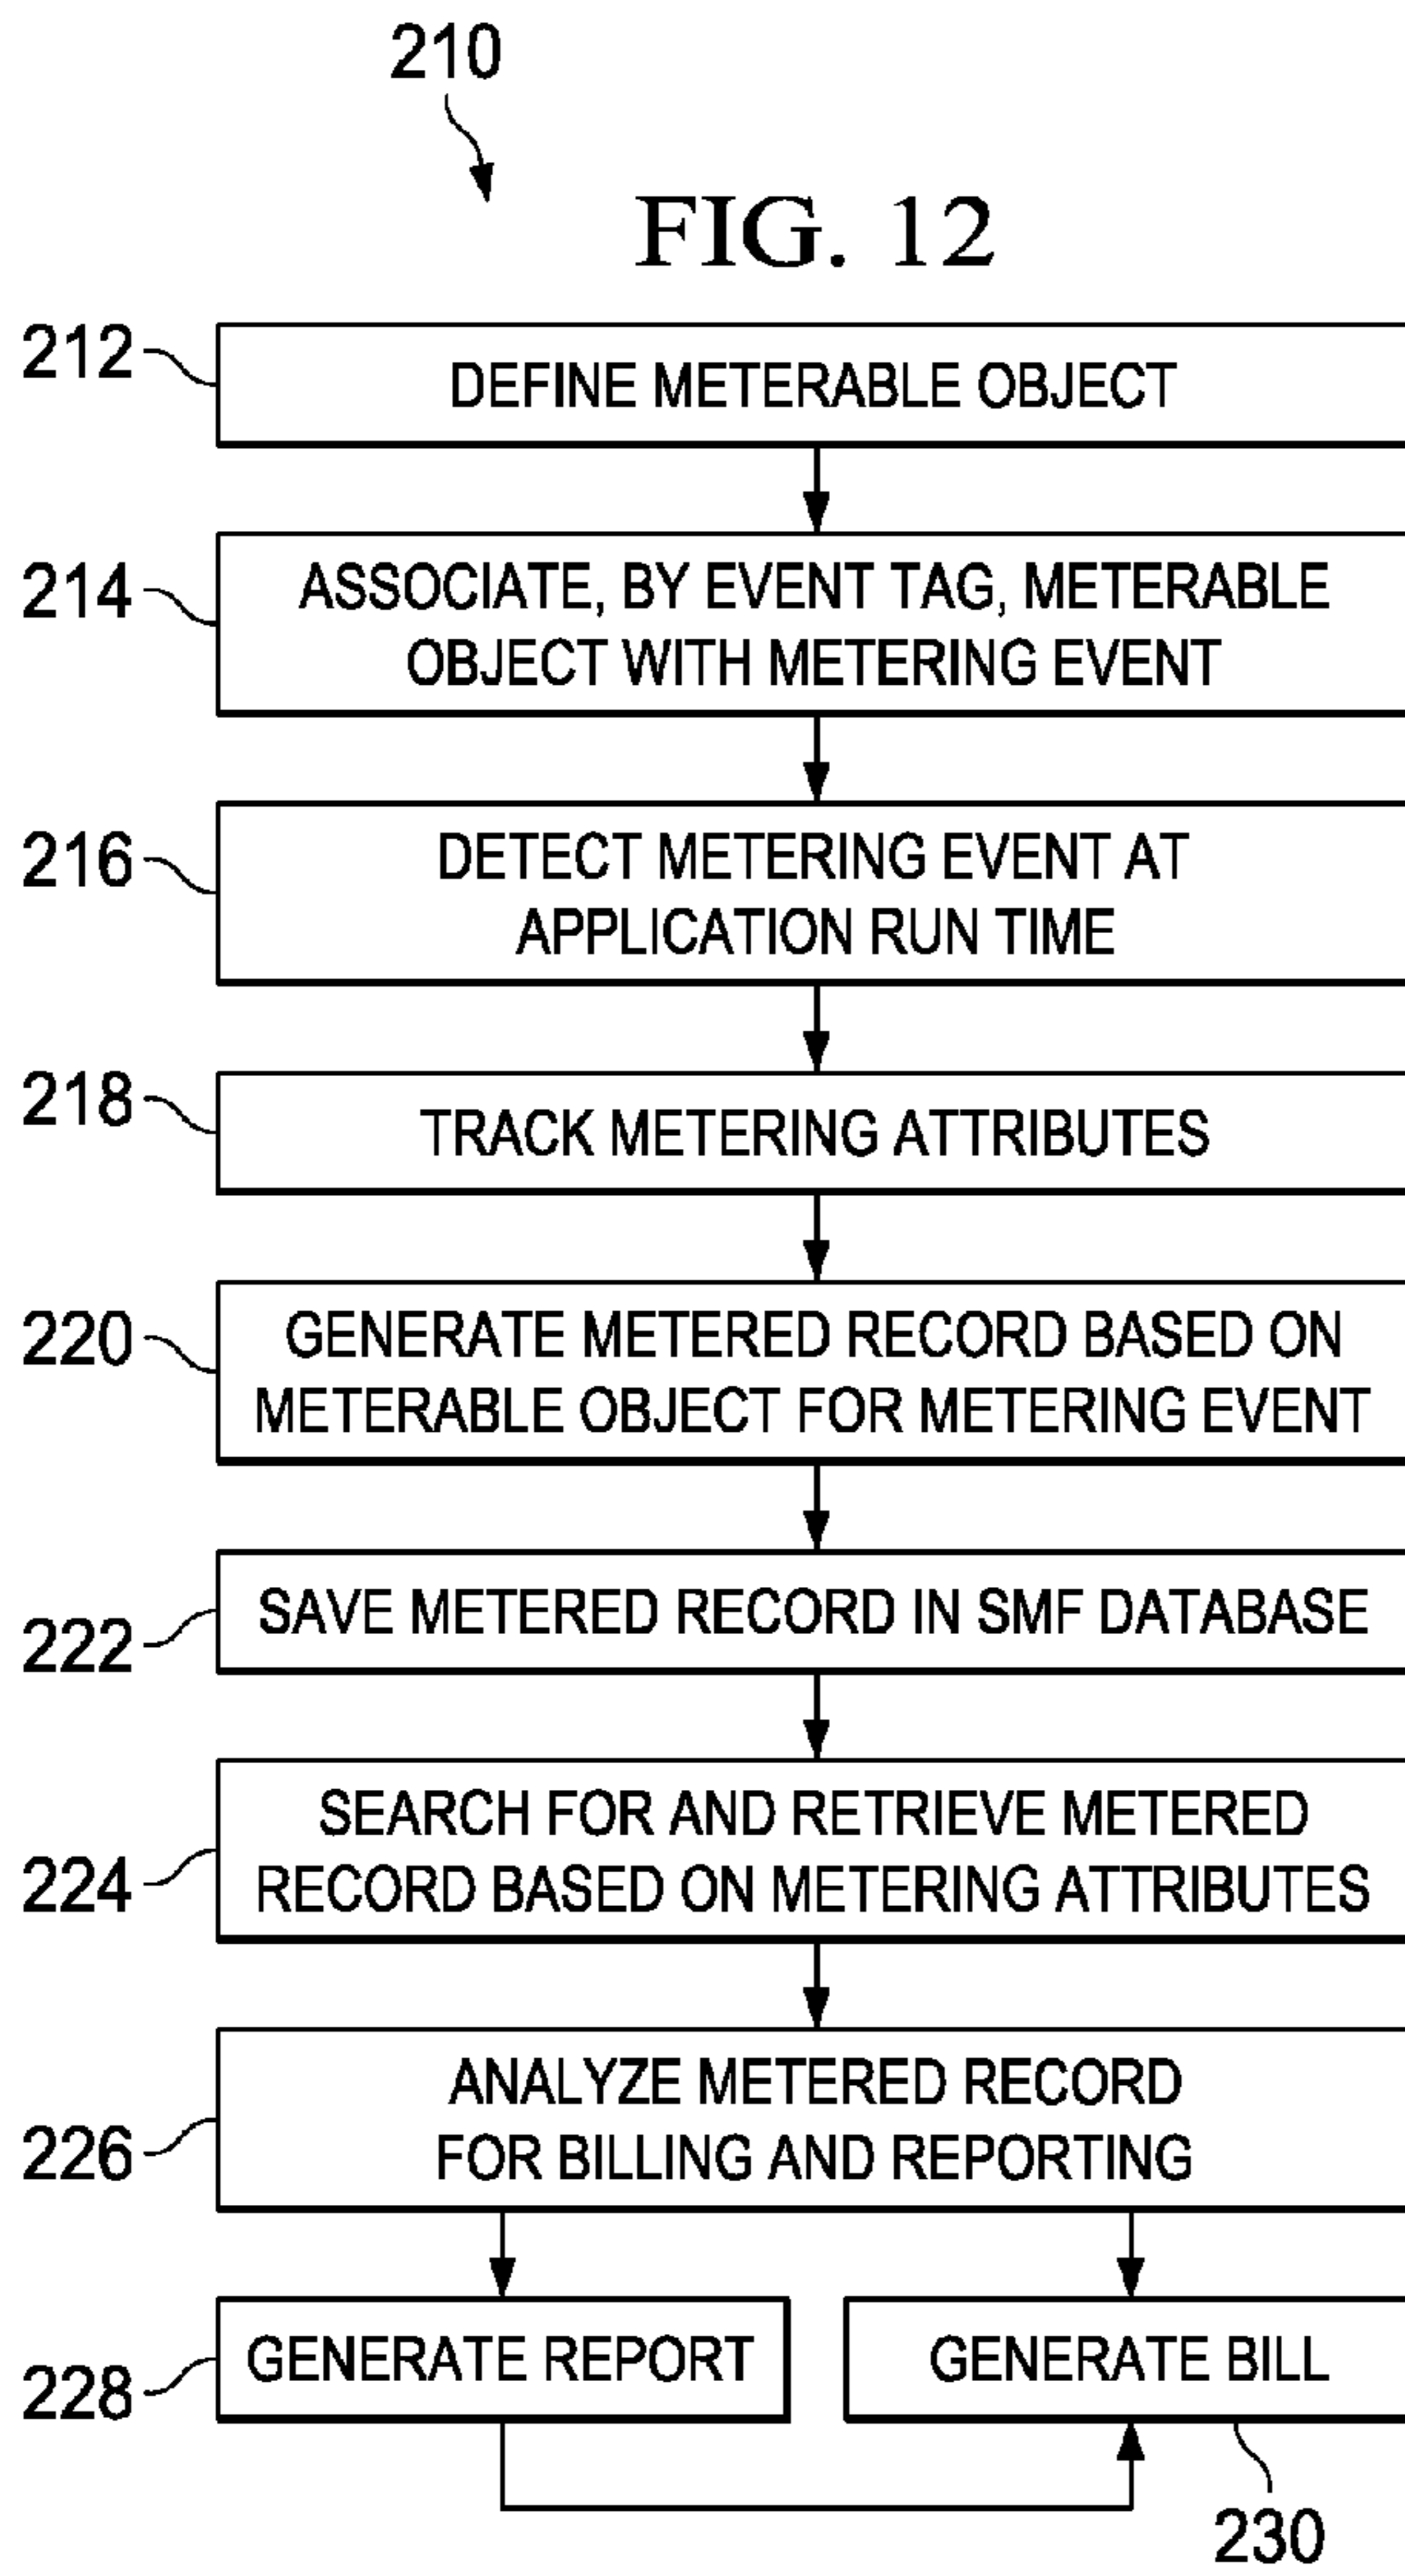 210
FIG. 12
212
DEFINE METERABLE OBJECT
214
ASSOCIATE, BY EVENT TAG, METERABLE
OBJECT WITH METERING EVENT
216
DETECT METERING EVENT AT
APPLICATION RUN TIME
218
TRACK METERING ATTRIBUTES
220
GENERATE METERED RECORD BASED ON
METERABLE OBJECT FOR METERING EVENT
222
SAVE METERED RECORD IN SMF DATABASE
224
SEARCH FOR AND RETRIEVE METERED
RECORD BASED ON METERING ATTRIBUTES
226
ANALYZE METERED RECORD
FOR BILLING AND REPORTING
228
GENERATE REPORT
GENERATE BILL
230